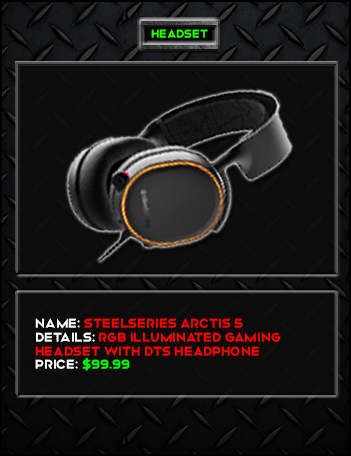 HEADSET
NAME: STEELSERIES ARCTIS 5
DETAILS: RGB ILLUMINATED GAMING
HEADSET WITH DTS HEADPHONE
PRICE: $99.99